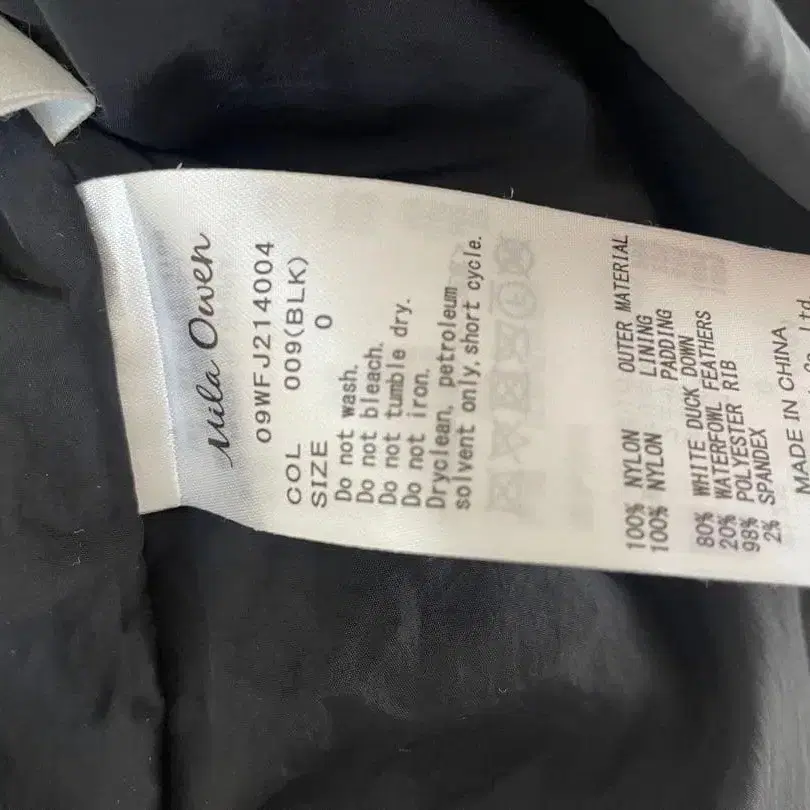 Mila Owen
09WFJ214004
COL 009(BLK)
SIZE 0
Do not wash.
Do not bleach.
Do not tumble dry.
Do not iron.
Dryclean, petroleum
solvent only, short cycle.
100% NYLON OUTER MATERIAL
100% NYLON LINING
PADDING
80% WHITE DUCK DOWN
20% WATERFOWL FEATHERS
98% POLYESTER RIB
2% SPANDEX
MADE IN CHINA